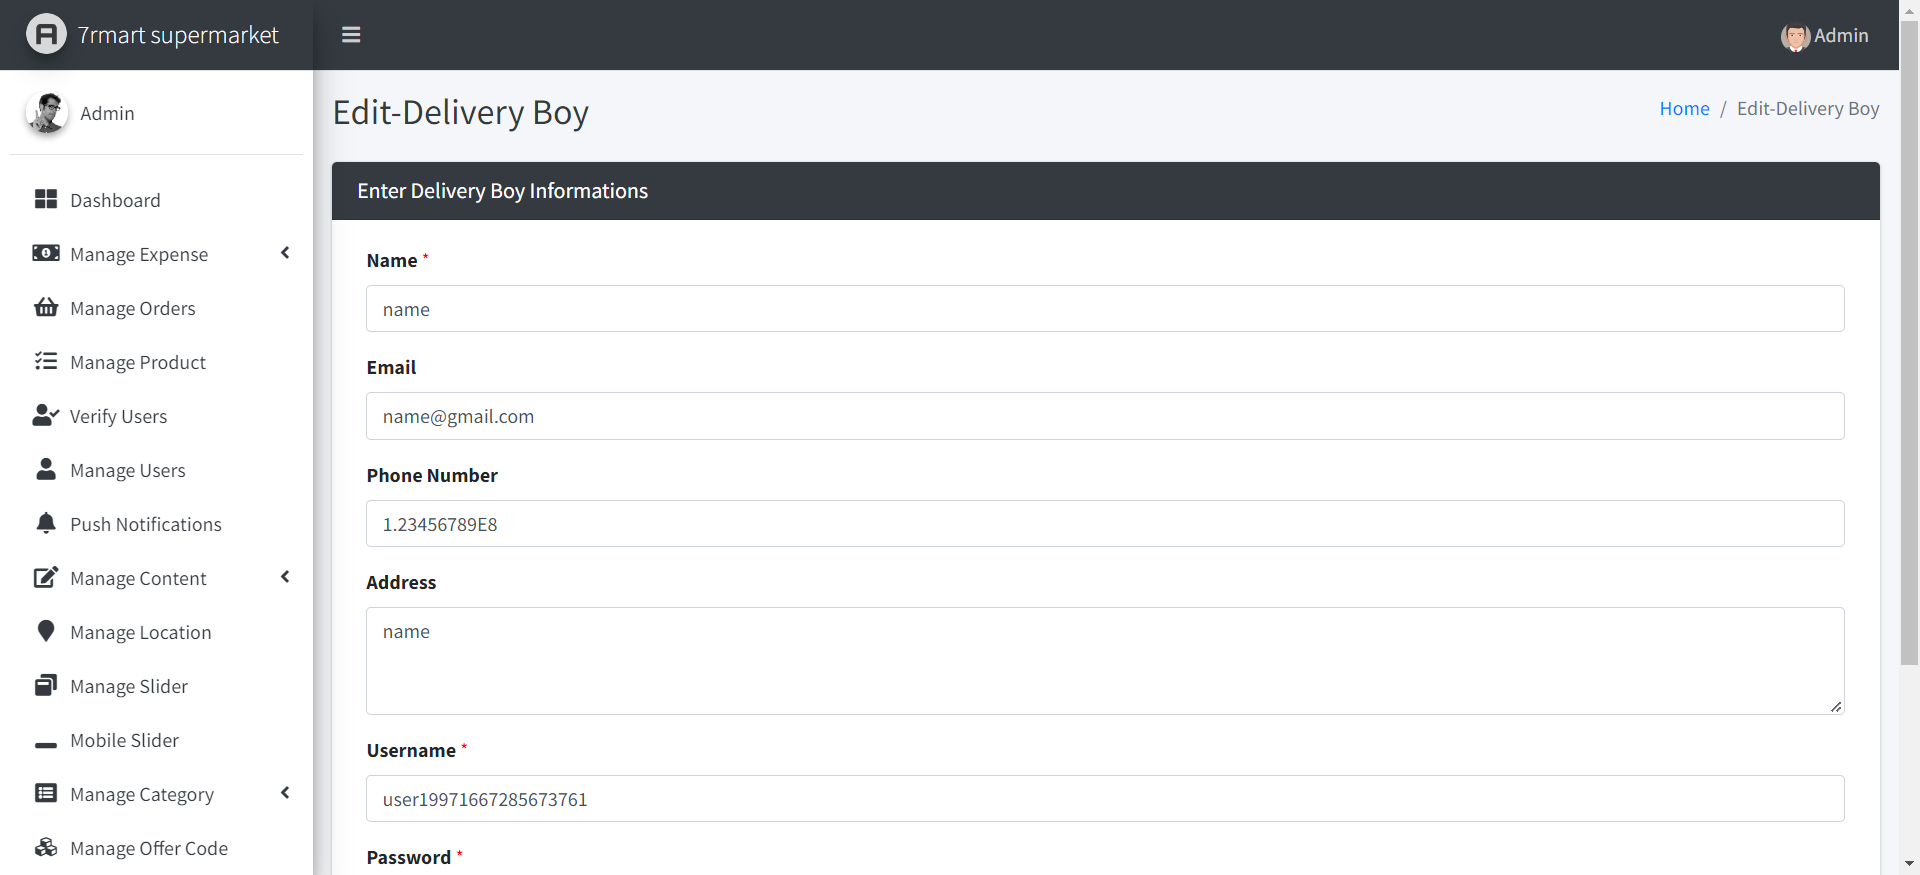 7rmart supermarket
Admin
Admin
Dashboard
Manage Expense
Manage Orders
Manage Product
Verify Users
Manage Users
Push Notifications
Manage Content
Manage Location
Manage Slider
Mobile Slider
Manage Category
Manage Offer Code
Edit-Delivery Boy
Home / Edit-Delivery Boy
Enter Delivery Boy Informations
Name *
name
Email
name@gmail.com
Phone Number
1.23456789E8
Address
name
Username *
user19971667285673761
Password *